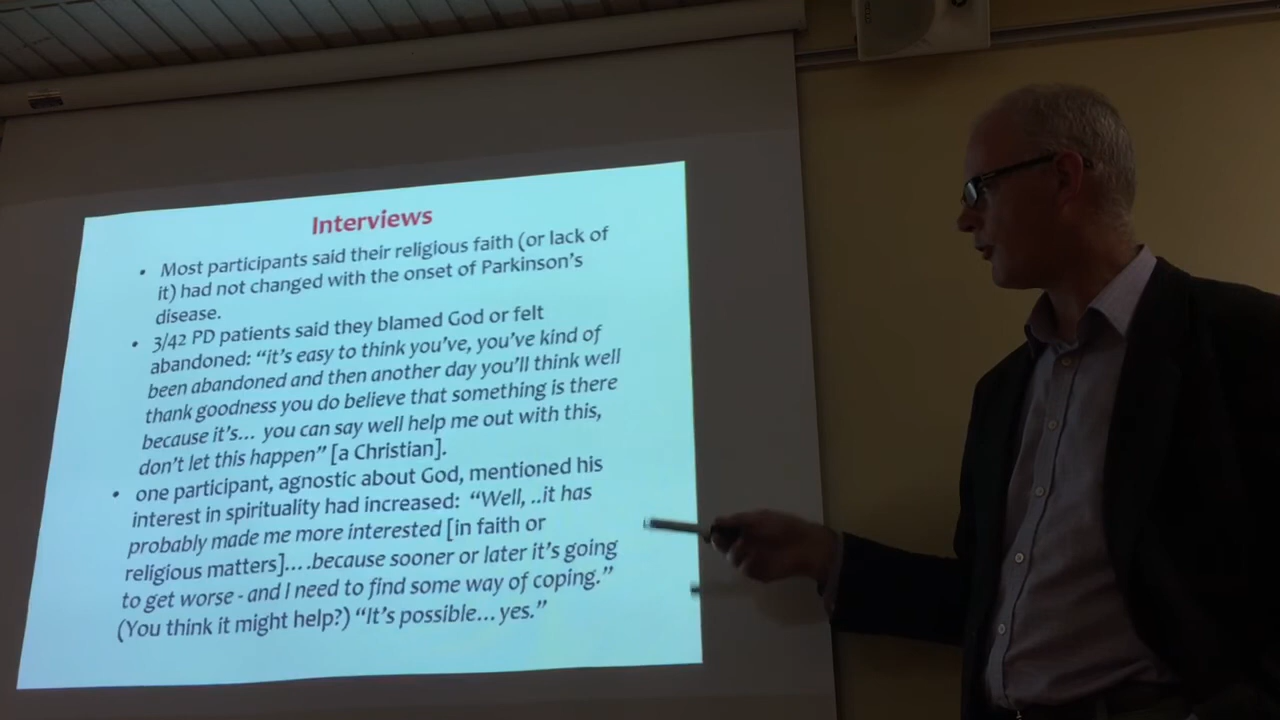 Interviews
• Most participants said their religious faith (or lack of
it) had not changed with the onset of Parkinson's
disease.
• 3/42 PD patients said they blamed God or felt
abandoned: "it's easy to think you've, you've kind of
been abandoned and then another day you'll think well
thank goodness you do believe that something is there
because it's... you can say well help me out with this,
don't let this happen" [a Christian].
• one participant, agnostic about God, mentioned his
interest in spirituality had increased: "Well, ..it has
probably made me more interested [in faith or
religious matters]....because sooner or later it's going
to get worse - and I need to find some way of coping."
(You think it might help?) "It's possible... yes."